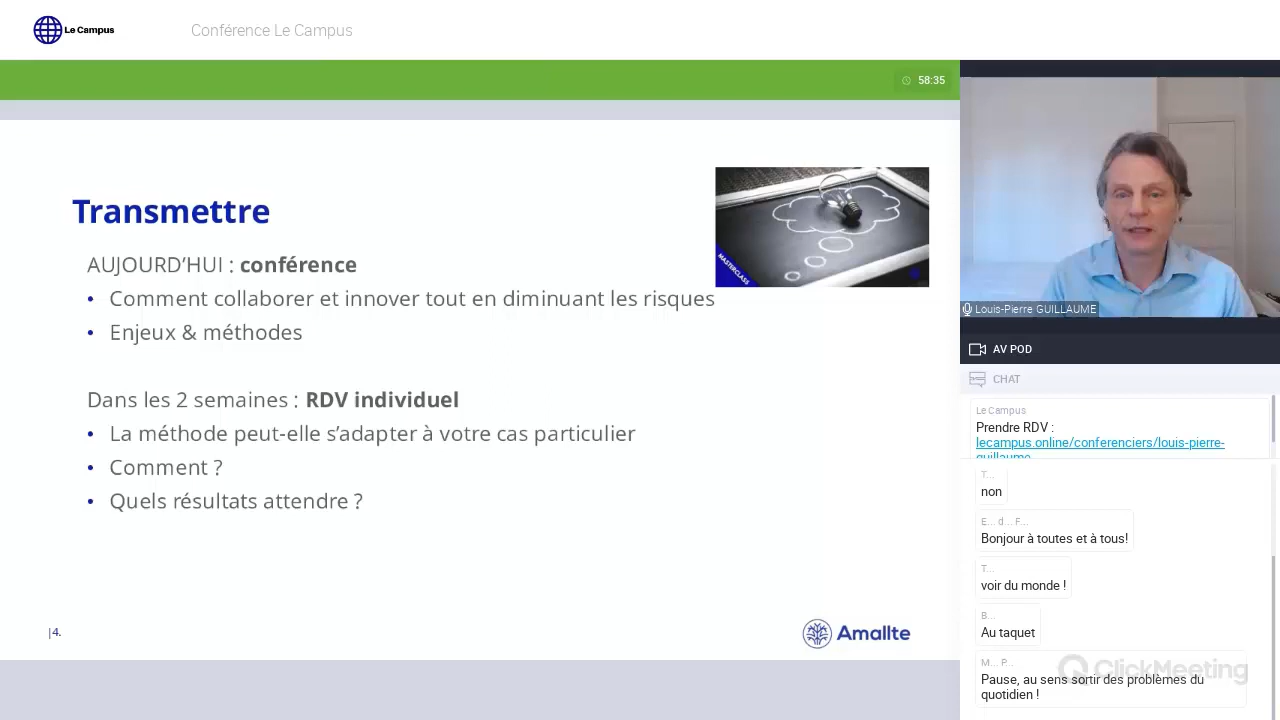 Le Campus
Conférence Le Campus
58:35
Transmettre
AUJOURD’HUI : conférence
• Comment collaborer et innover tout en diminuant les risques
• Enjeux & méthodes
Dans les 2 semaines : RDV individuel
• La méthode peut-elle s’adapter à votre cas particulier
• Comment ?
• Quels résultats attendre ?
MASTERCLASS
|4.
Amallte
Louis-Pierre GUILLAUME
AV POD
CHAT
Le Campus
Prendre RDV :
lecampus.online/conferenciers/louis-pierre-
guillaume
T...
non
E... d... F...
Bonjour à toutes et à tous!
T...
voir du monde !
B...
Au taquet
M... P...
Pause, au sens sortir des problèmes du
quotidien !
ClickMeeting